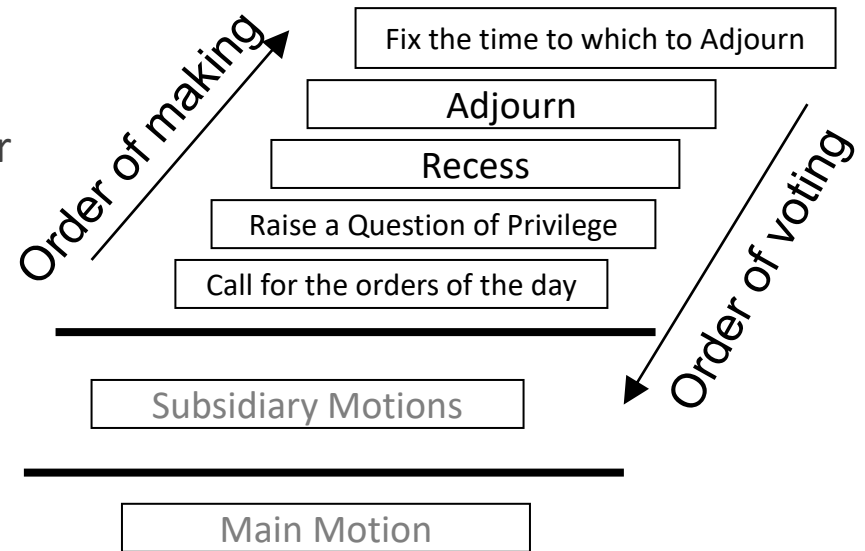 Order of making
Fix the time to which to Adjourn
Adjourn
r
Recess
Raise a Question of Privilege
Call for the orders of the day
Order of voting
Subsidiary Motions
Main Motion